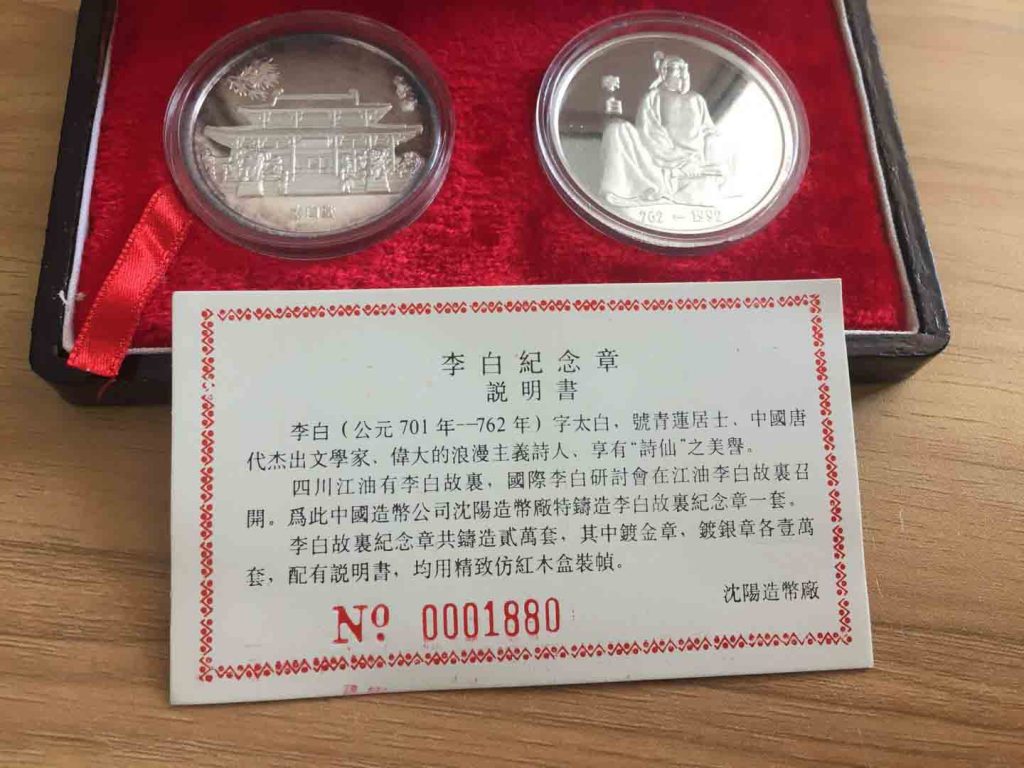 762-1992
李白紀念章
説明書
李白（公元701年—762年）字太白，號青蓮居士、中國唐
代杰出文學家、偉大的浪漫主義詩人、享有“詩仙”之美譽。
四川江油有李白故裏，國際李白研討會在江油李白故裏召
開。爲此中國造幣公司沈陽造幣廠特鑄造李白故裏紀念章一套。
李白故裏紀念章共鑄造貳萬套，其中鍍金章，鍍銀章各壹萬
套，配有説明書，均用精致仿紅木盒裝幀。
沈陽造幣廠
Nº 0001880